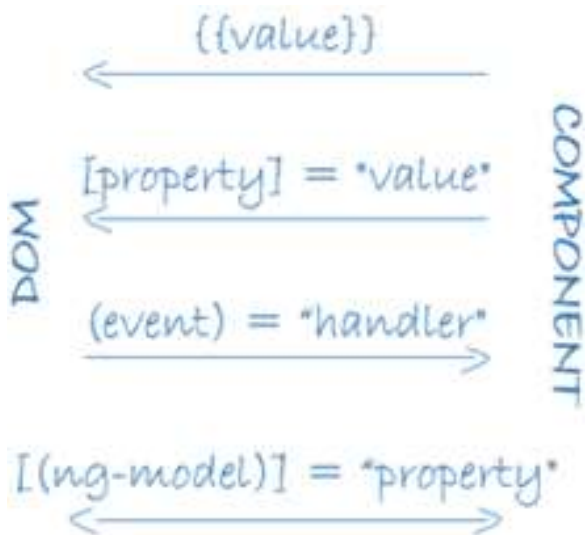 {{value}}
[property] = "value"
DOM
COMPONENT
(event) = "handler"
[(ng-model)] = "property"